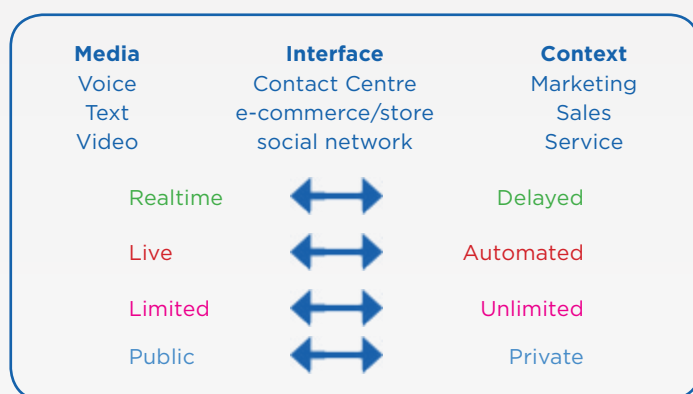 Media Interface Context
Voice Contact Centre Marketing
Text e-commerce/store Sales
Video social network Service
Realtime Delayed
Live Automated
Limited Unlimited
Public Private